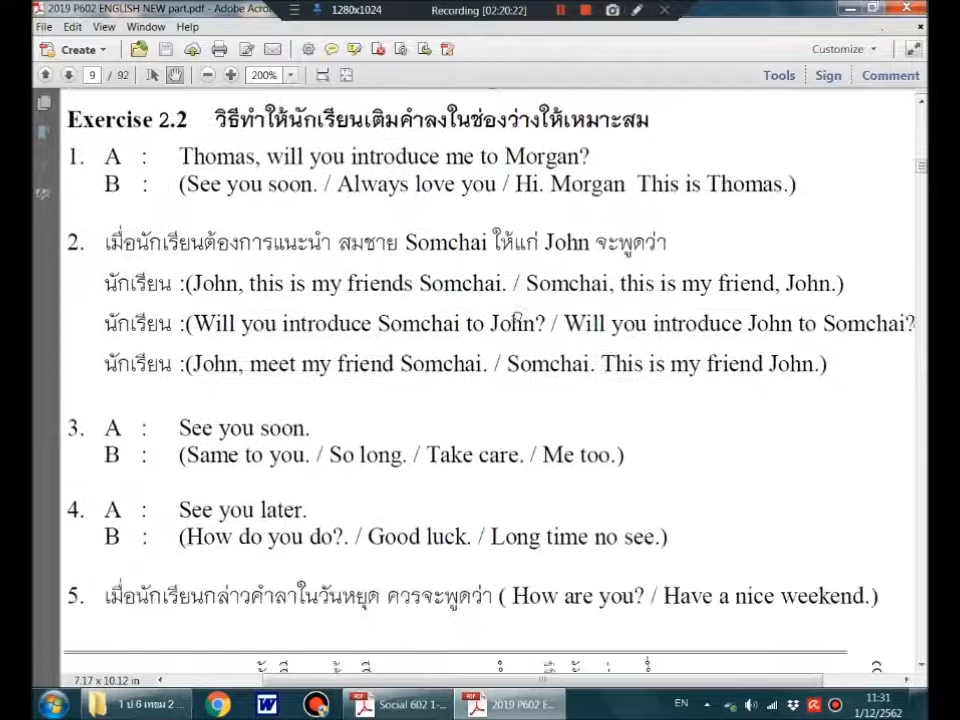 2019 P602 ENGLISH NEW part.pdf - Adobe Acro
1280x1024
Recording [02:20:22]
File Edit View Window Help
Create
Customize
9 / 92
200%
Tools Sign Comment
Exercise 2.2 วิธีทำให้นักเรียนเติมคำลงในช่องว่างให้เหมาะสม
1. A : Thomas, will you introduce me to Morgan?
B : (See you soon. / Always love you / Hi. Morgan This is Thomas.)
2. เมื่อนักเรียนต้องการแนะนำ สมชาย Somchai ให้แก่ John จะพูดว่า
นักเรียน :(John, this is my friends Somchai. / Somchai, this is my friend, John.)
นักเรียน :(Will you introduce Somchai to John? / Will you introduce John to Somchai?
นักเรียน :(John, meet my friend Somchai. / Somchai. This is my friend John.)
3. A : See you soon.
B : (Same to you. / So long. / Take care. / Me too.)
4. A : See you later.
B : (How do you do?. / Good luck. / Long time no see.)
5. เมื่อนักเรียนกล่าวคำลาในวันหยุด ควรจะพูดว่า ( How are you? / Have a nice weekend.)
7.17 x 10.12 in
1 ป.6 เทอม 2 ...
Social 602 1-...
2019 P602 E...
EN
11:31
1/12/2562